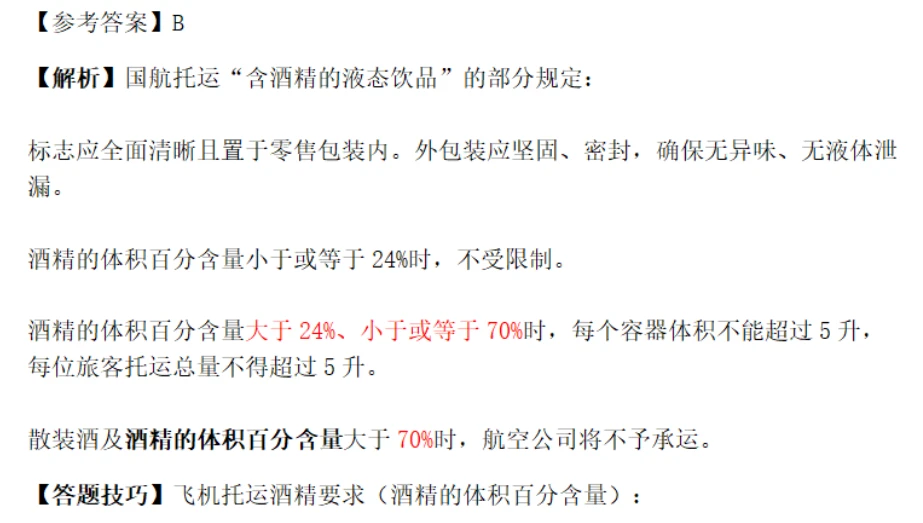 【参考答案】B
【解析】国航托运“含酒精的液态饮品”的部分规定：
标志应全面清晰且置于零售包装内。外包装应坚固、密封，确保无异味、无液体泄
漏。
酒精的体积百分含量小于或等于 24%时，不受限制。
酒精的体积百分含量大于 24%、小于或等于 70%时，每个容器体积不能超过 5 升，
每位旅客托运总量不得超过 5 升。
散装酒及酒精的体积百分含量大于 70%时，航空公司将不予承运。
【答题技巧】飞机托运酒精要求（酒精的体积百分含量）：